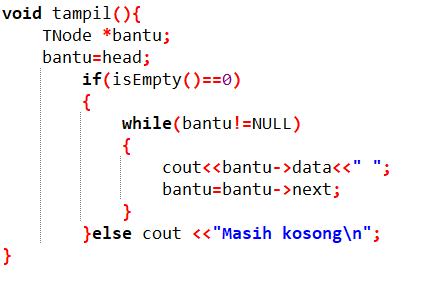 void tampil(){
    TNode *bantu;
    bantu=head;
        if(isEmpty()==0)
        {
            while(bantu!=NULL)
            {
                cout<<bantu->data<<" ";
                bantu=bantu->next;
            }
        }else cout <<"Masih kosong\n";
}